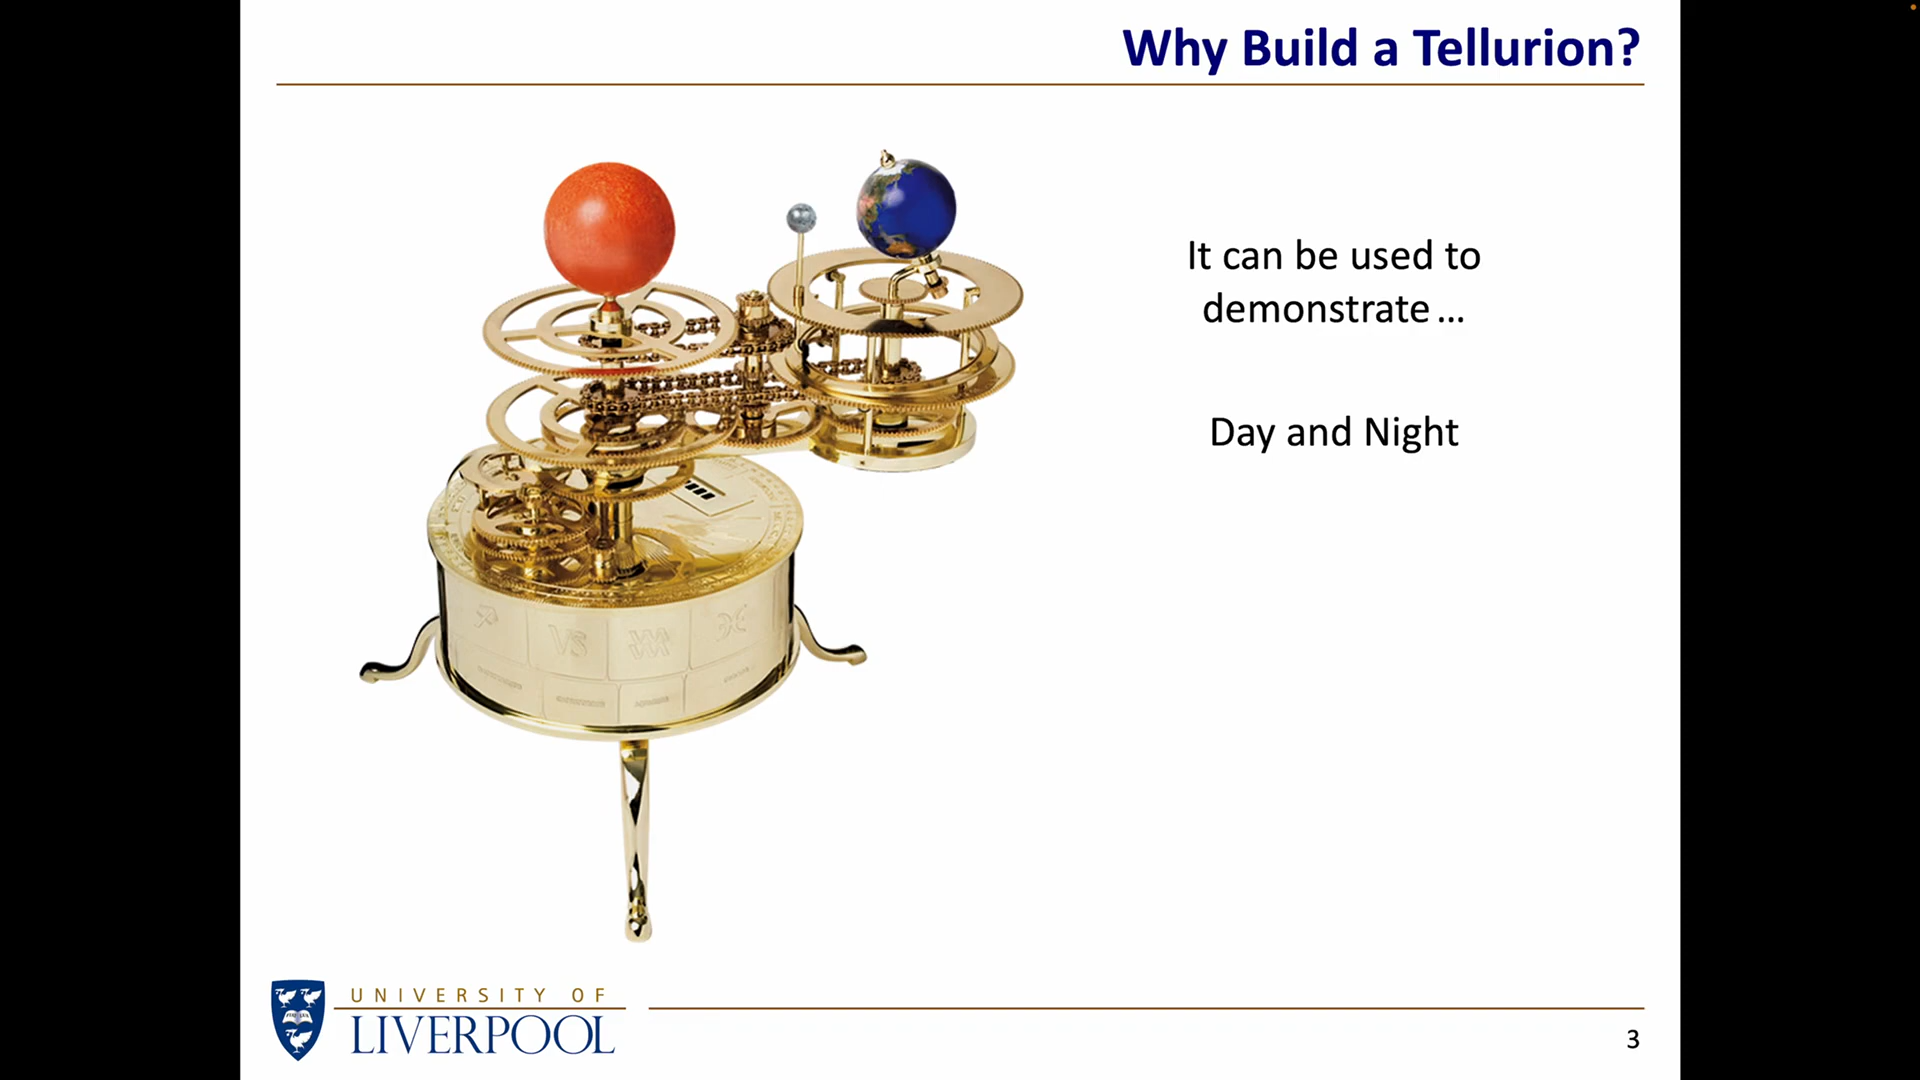 Why Build a Tellurion?
It can be used to
demonstrate ...
Day and Night
UNIVERSITY OF
LIVERPOOL
3